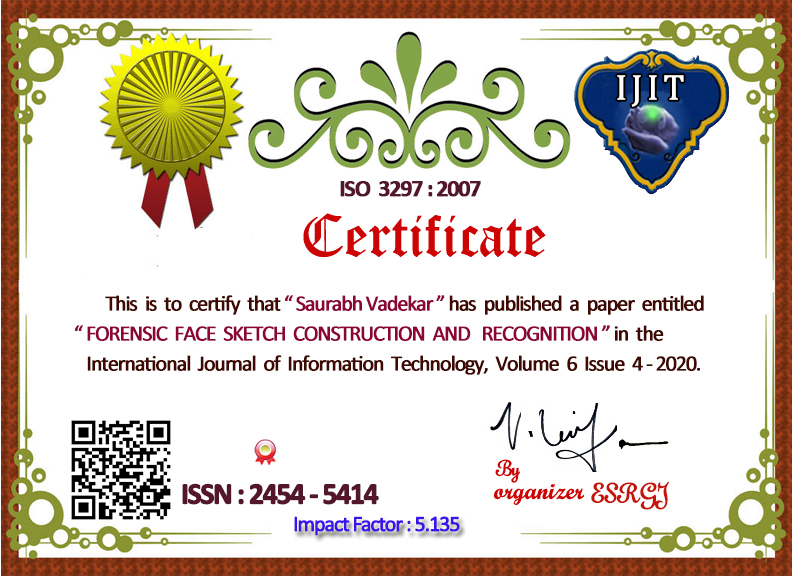 IJIT
ISO 3297 : 2007
Certificate
This is to certify that “ Saurabh Vadekar ” has published a paper entitled
“ FORENSIC FACE SKETCH CONSTRUCTION AND RECOGNITION ” in the
International Journal of Information Technology, Volume 6 Issue 4 - 2020.
By
organizer ESRGJ
ISSN : 2454 - 5414
Impact Factor : 5.135